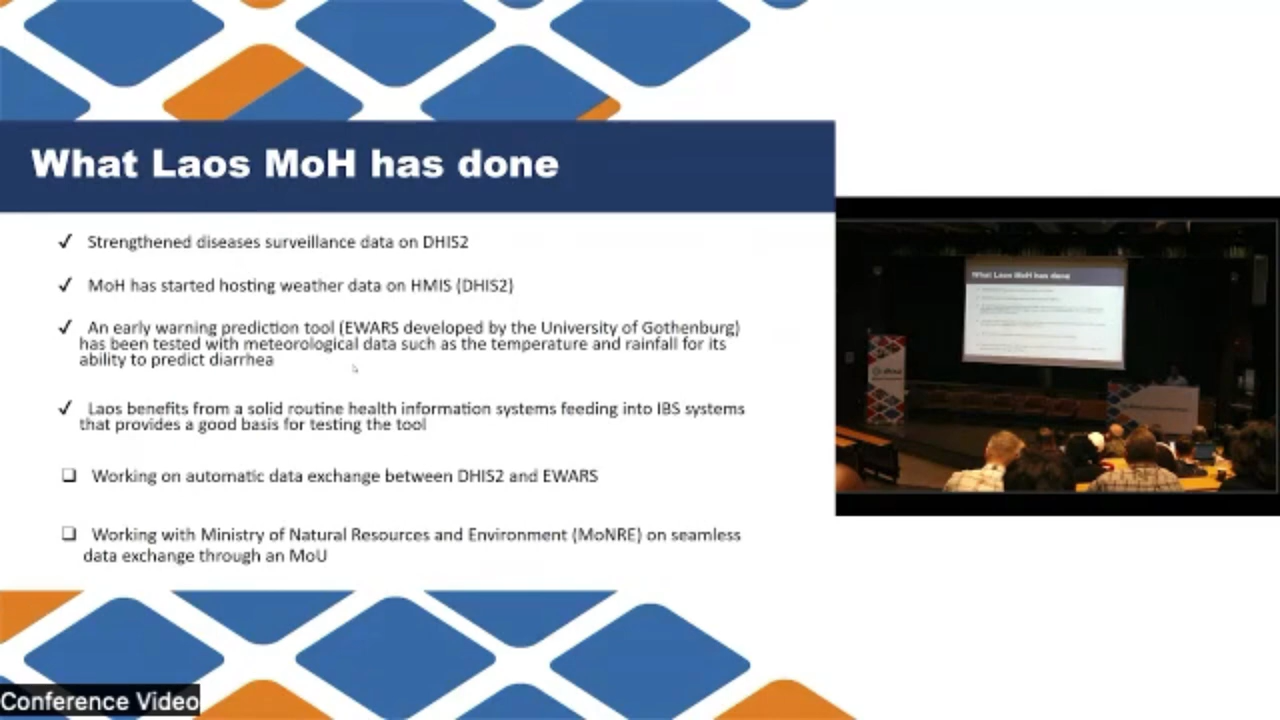 What Laos MoH has done
✓ Strengthened diseases surveillance data on DHIS2
✓ MoH has started hosting weather data on HMIS (DHIS2)
✓ An early warning prediction tool (EWARS developed by the University of Gothenburg)
has been tested with meteorological data such as the temperature and rainfall for its
ability to predict diarrhea
✓ Laos benefits from a solid routine health information systems feeding into IBS systems
that provides a good basis for testing the tool
❑ Working on automatic data exchange between DHIS2 and EWARS
❑ Working with Ministry of Natural Resources and Environment (MoNRE) on seamless
data exchange through an MoU
What Laos MoH has done
Conference Video